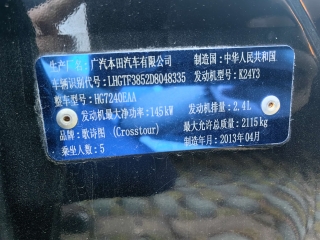 生产厂名：广汽本田汽车有限公司 制造国：中华人民共和国
车辆识别代号：LHGTF3852D8048335 发动机型号：K24Y3
整车型号：HG7240EAA
发动机最大净功率：145kW 发动机排量：2.4L
品牌：歌诗图 (Crosstour) 最大允许总质量：2115kg
乘坐人数：5 制造年月：2013年04月